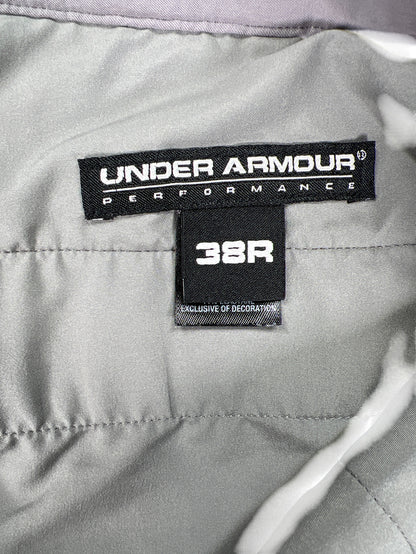 UNDER ARMOUR®
PERFORMANCE
38R
EXCLUSIVE OF DECORATION.